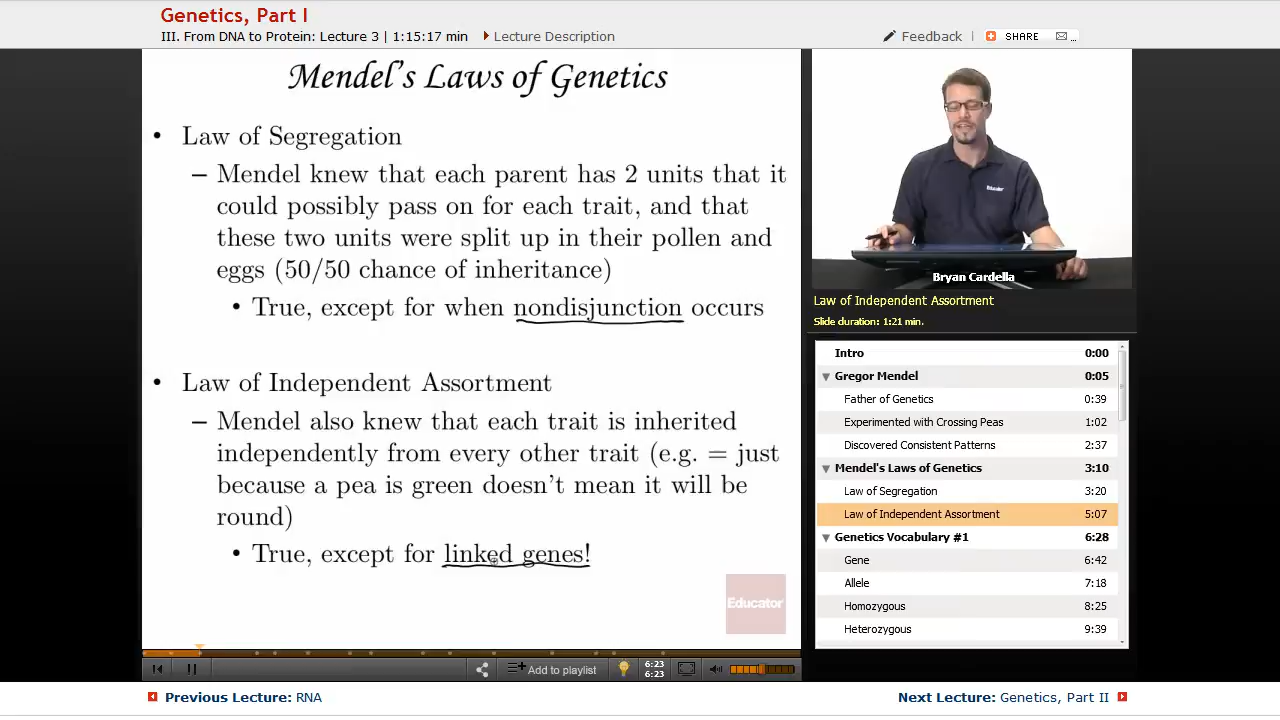 Genetics, Part I
III. From DNA to Protein: Lecture 3 | 1:15:17 min
Lecture Description
Feedback
SHARE
Mendel's Laws of Genetics
• Law of Segregation
– Mendel knew that each parent has 2 units that it
could possibly pass on for each trait, and that
these two units were split up in their pollen and
eggs (50/50 chance of inheritance)
• True, except for when nondisjunction occurs
• Law of Independent Assortment
– Mendel also knew that each trait is inherited
independently from every other trait (e.g. = just
because a pea is green doesn't mean it will be
round)
• True, except for linked genes!
Educator
Educator
Bryan Cardella
Law of Independent Assortment
Slide duration: 1:21 min.
Intro 0:00
Gregor Mendel 0:05
Father of Genetics 0:39
Experimented with Crossing Peas 1:02
Discovered Consistent Patterns 2:37
Mendel's Laws of Genetics 3:10
Law of Segregation 3:20
Law of Independent Assortment 5:07
Genetics Vocabulary #1 6:28
Gene 6:42
Allele 7:18
Homozygous 8:25
Heterozygous 9:39
Add to playlist
6:23
6:23
Previous Lecture: RNA
Next Lecture: Genetics, Part II